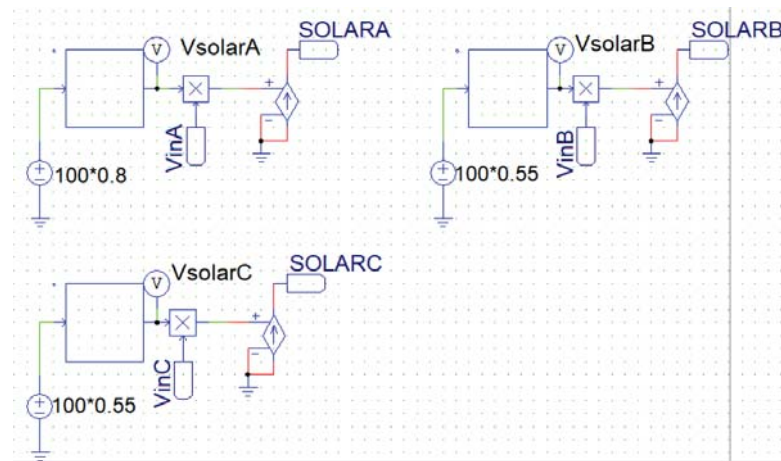 SOLARA
V
VsolarA
VinA
100*0.8
SOLARB
V
VsolarB
VinB
100*0.55
SOLARC
V
VsolarC
VinC
100*0.55